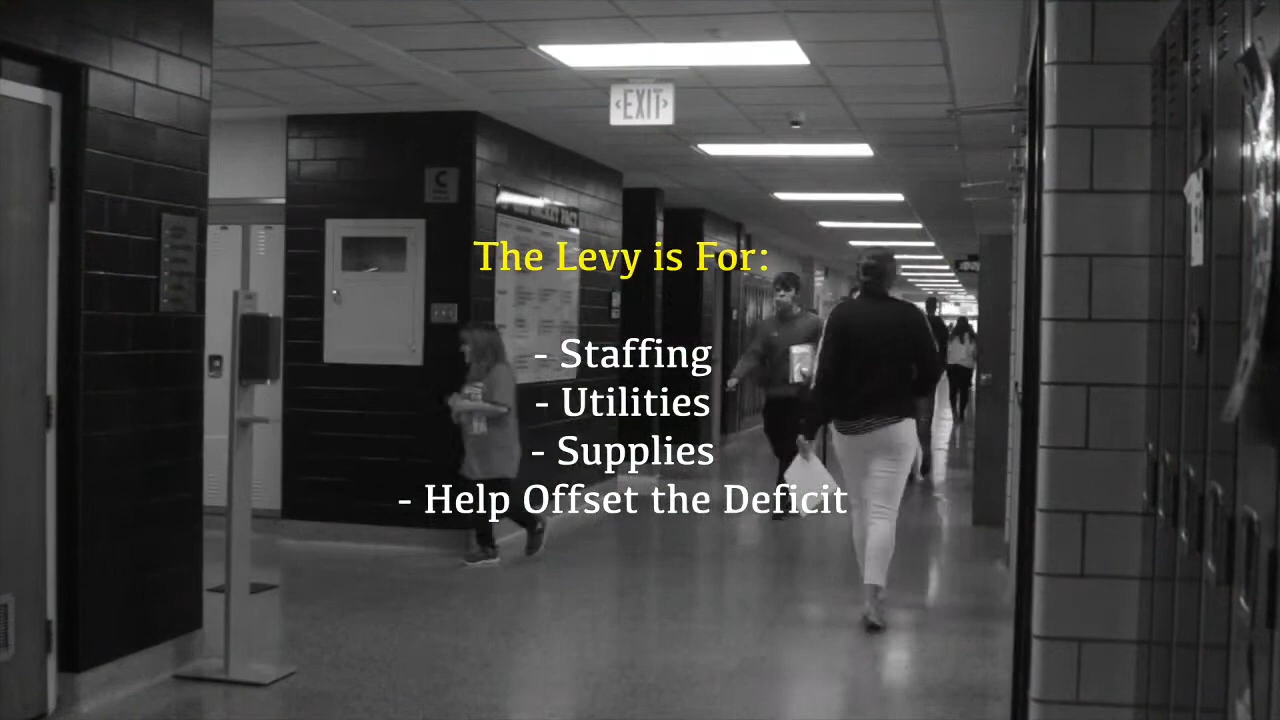 ‹EXIT›
C
The Levy is For:
- Staffing
- Utilities
- Supplies
- Help Offset the Deficit